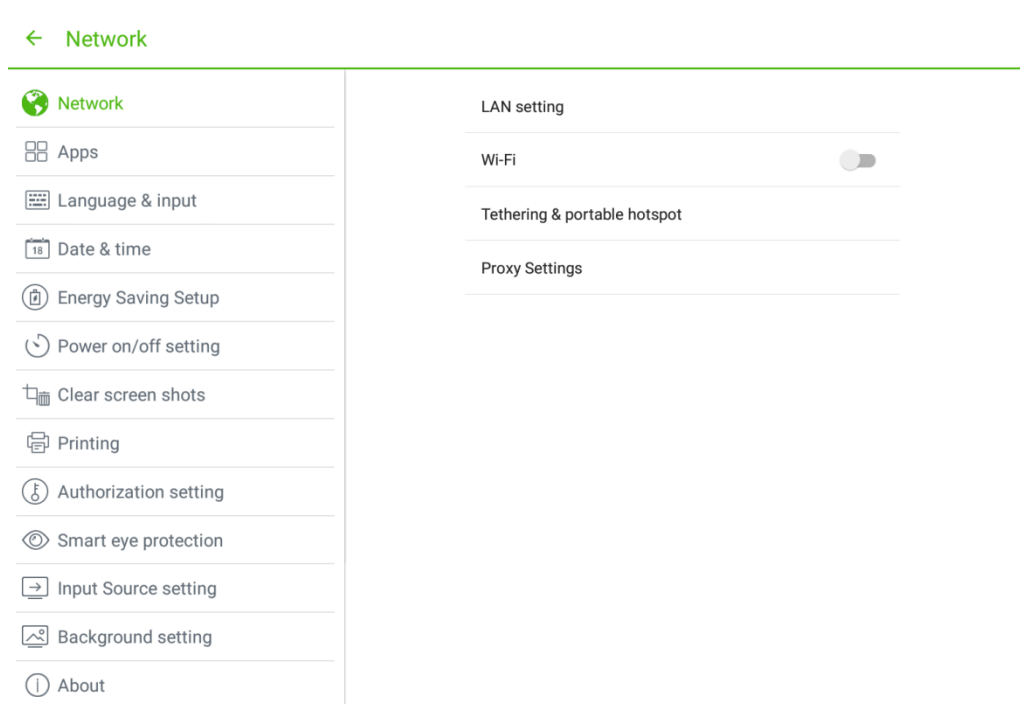 Network
Network
Apps
Language & input
18
Date & time
Energy Saving Setup
Power on/off setting
Clear screen shots
Printing
Authorization setting
Smart eye protection
Input Source setting
Background setting
About
LAN setting
Wi-Fi
Tethering & portable hotspot
Proxy Settings